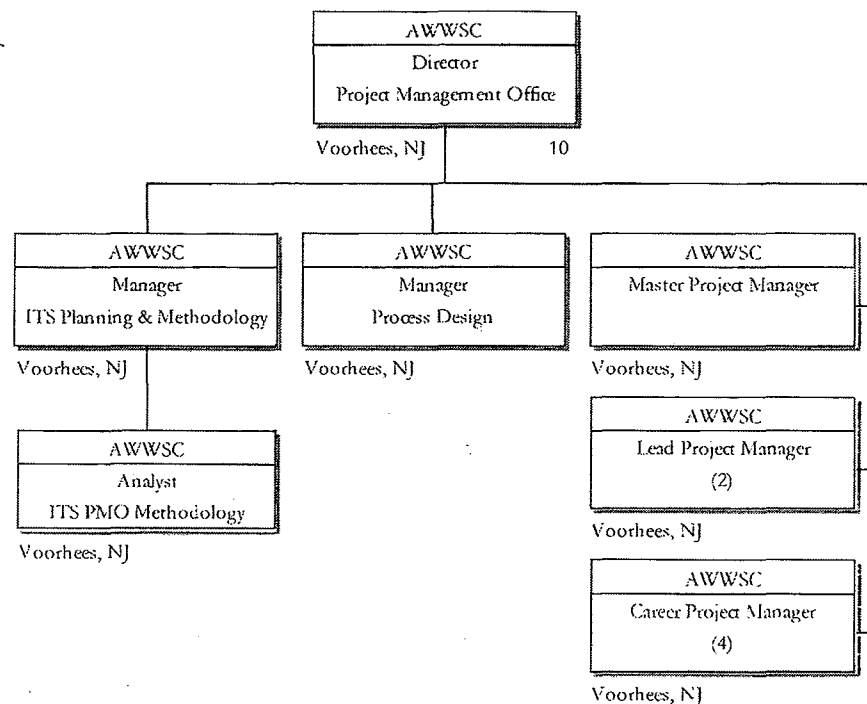 AWWSC
Director
Project Management Office
Voorhees, NJ 10
AWWSC
Manager
ITS Planning & Methodology
Voorhees, NJ
AWWSC
Manager
Process Design
Voorhees, NJ
AWWSC
Master Project Manager
Voorhees, NJ
AWWSC
Analyst
ITS PMO Methodology
Voorhees, NJ
AWWSC
Lead Project Manager
(2)
Voorhees, NJ
AWWSC
Career Project Manager
(4)
Voorhees, NJ